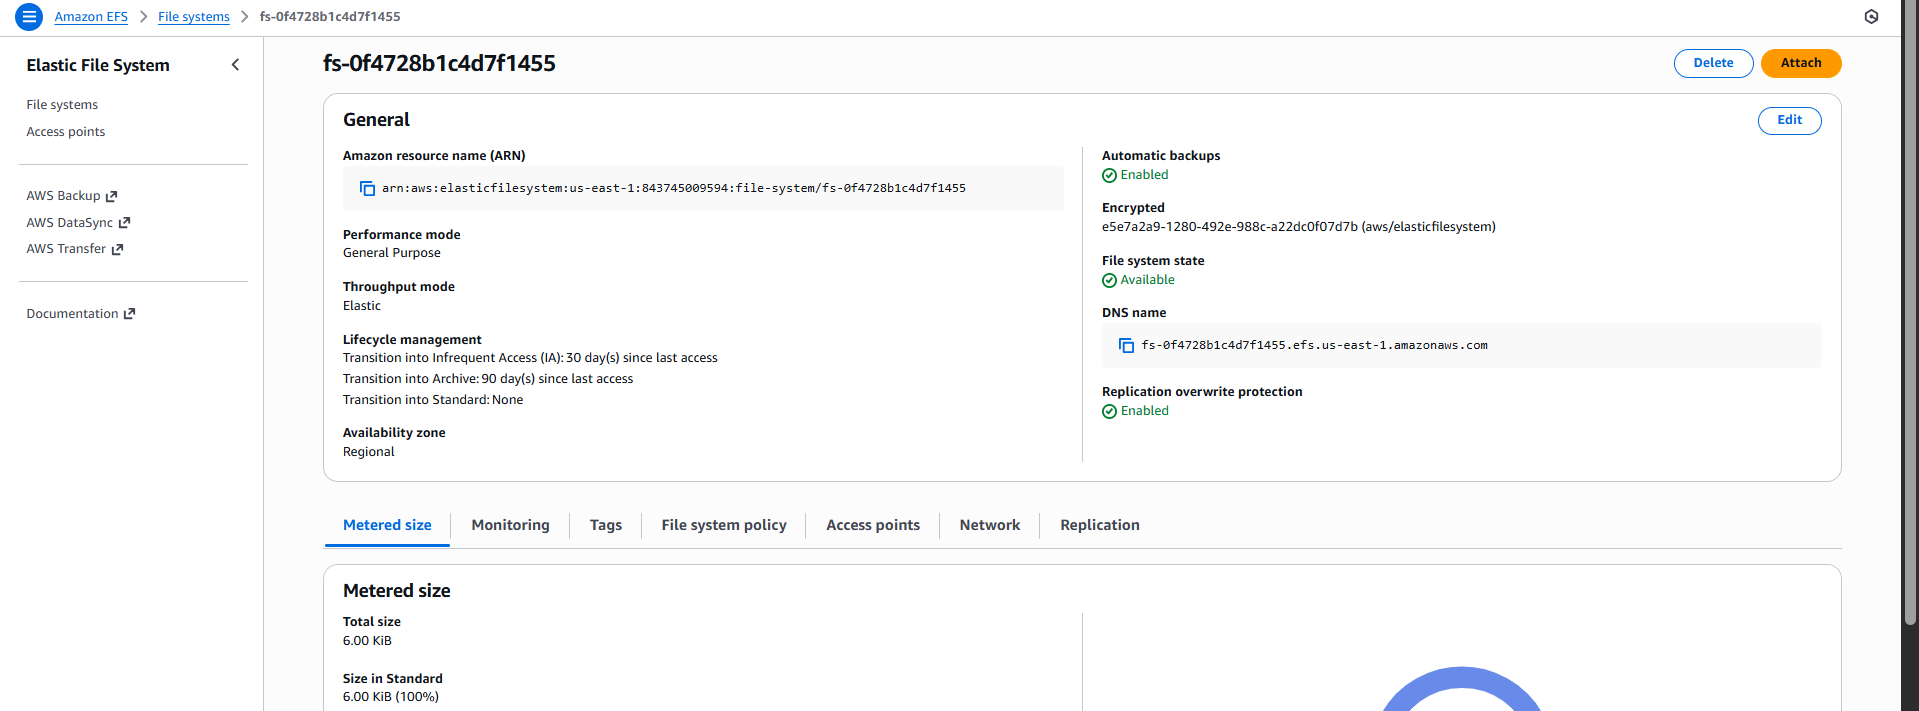 Amazon EFS > File systems > fs-0f4728b1c4d7f1455
Elastic File System
File systems
Access points
AWS Backup
AWS DataSync
AWS Transfer
Documentation
fs-0f4728b1c4d7f1455
Delete
Attach
General
Edit
Amazon resource name (ARN)
arn:aws:elasticfilesystem:us-east-1:843745009594:file-system/fs-0f4728b1c4d7f1455
Performance mode
General Purpose
Throughput mode
Elastic
Lifecycle management
Transition into Infrequent Access (IA): 30 day(s) since last access
Transition into Archive: 90 day(s) since last access
Transition into Standard: None
Availability zone
Regional
Automatic backups
Enabled
Encrypted
e5e7a2a9-1280-492e-988c-a22dc0f07d7b (aws/elasticfilesystem)
File system state
Available
DNS name
fs-0f4728b1c4d7f1455.efs.us-east-1.amazonaws.com
Replication overwrite protection
Enabled
Metered size
Monitoring
Tags
File system policy
Access points
Network
Replication
Metered size
Total size
6.00 KiB
Size in Standard
6.00 KiB (100%)